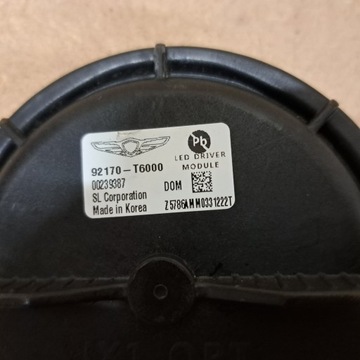 Pb
LED DRIVER
MODULE
92170-T6000
00239387
DOM
SL Corporation
Made in Korea
Z5786AMM0331222T